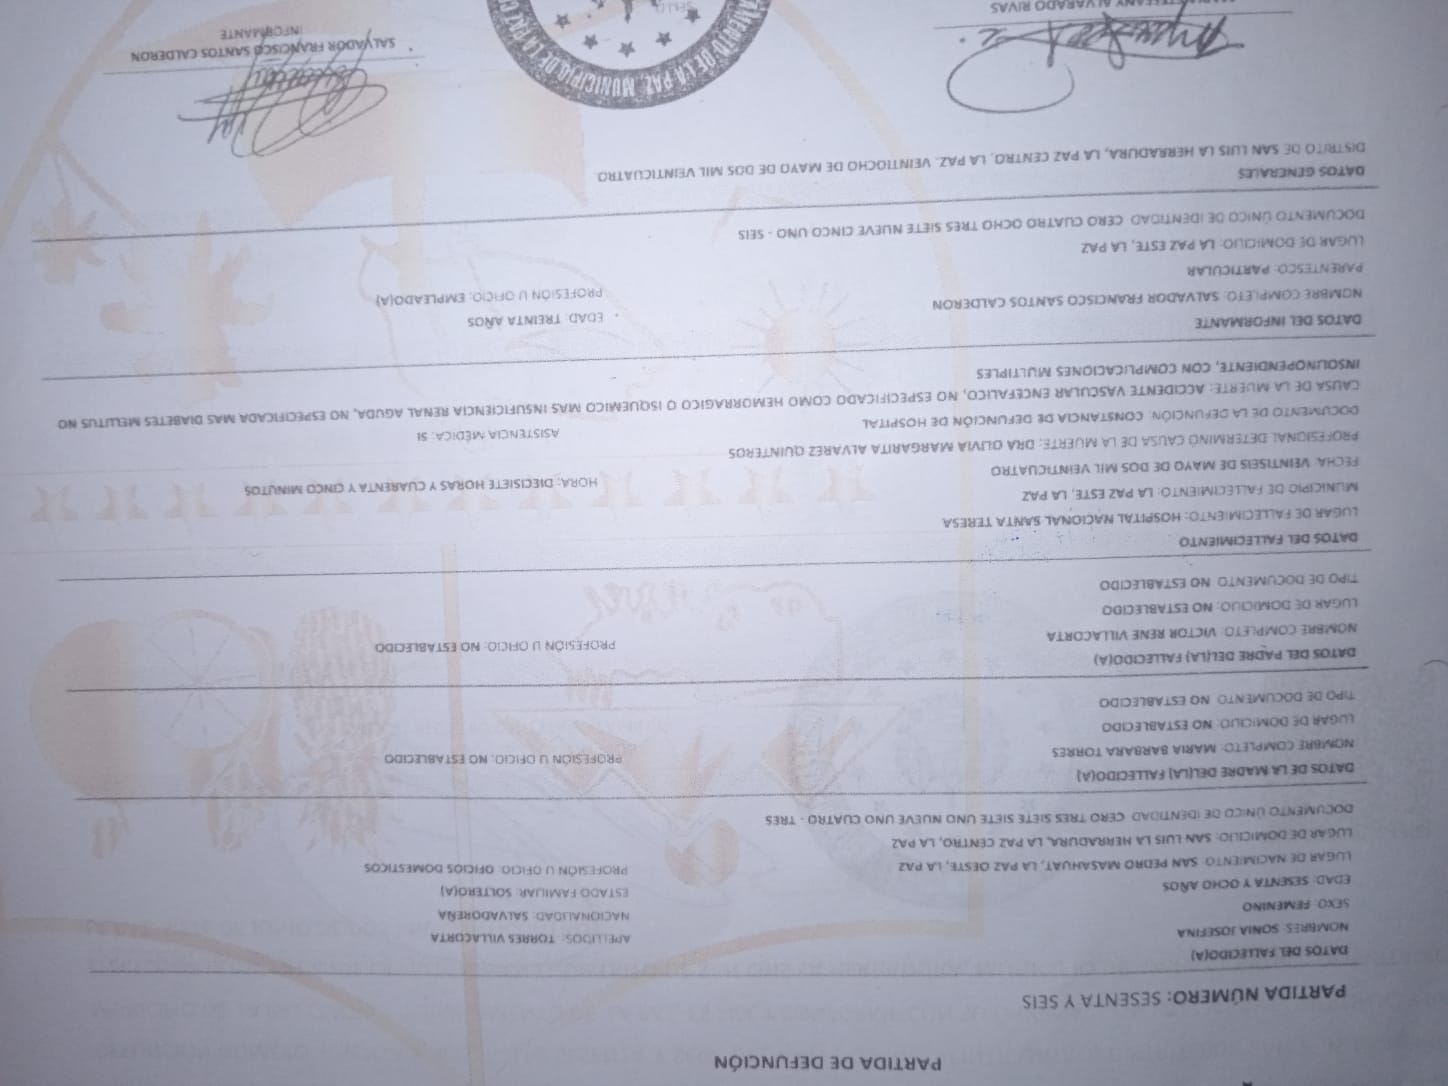 PARTIDA DE DEFUNCIÓN
PARTIDA NÚMERO: SESENTA Y SEIS
DATOS DEL FALLECIDO(A)
NOMBRES: SONIA JOSEFINA
APELLIDOS: TORRES VILLACORTA
SEXO: FEMENINO
NACIONALIDAD: SALVADOREÑA
EDAD: SESENTA Y OCHO AÑOS
ESTADO FAMILIAR: SOLTERO(A)
LUGAR DE NACIMIENTO: SAN PEDRO MASAHUAT, LA PAZ OESTE, LA PAZ
PROFESIÓN U OFICIO: OFICIOS DOMESTICOS
LUGAR DE DOMICILIO: SAN LUIS LA HERRADURA, LA PAZ CENTRO, LA PAZ
DOCUMENTO ÚNICO DE IDENTIDAD CERO TRES SIETE SIETE UNO NUEVE UNO CUATRO - TRES
DATOS DE LA MADRE DEL(LA) FALLECIDO(A)
NOMBRE COMPLETO: MARIA BARBARA TORRES
PROFESIÓN U OFICIO: NO ESTABLECIDO
LUGAR DE DOMICILIO: NO ESTABLECIDO
TIPO DE DOCUMENTO NO ESTABLECIDO
DATOS DEL PADRE DEL(LA) FALLECIDO(A)
NOMBRE COMPLETO: VICTOR RENE VILLACORTA
PROFESIÓN U OFICIO: NO ESTABLECIDO
LUGAR DE DOMICILIO: NO ESTABLECIDO
TIPO DE DOCUMENTO NO ESTABLECIDO
DATOS DEL FALLECIMIENTO
LUGAR DE FALLECIMIENTO: HOSPITAL NACIONAL SANTA TERESA
MUNICIPIO DE FALLECIMIENTO: LA PAZ ESTE, LA PAZ
FECHA: VEINTISEIS DE MAYO DE DOS MIL VEINTICUATRO
HORA: DIECISIETE HORAS Y CUARENTA Y CINCO MINUTOS
PROFESIONAL DETERMINÓ CAUSA DE LA MUERTE: DRA OLIVIA MARGARITA ALVAREZ QUINTEROS
DOCUMENTO DE LA DEFUNCIÓN: CONSTANCIA DE DEFUNCIÓN DE HOSPITAL
ASISTENCIA MÉDICA: SI
CAUSA DE LA MUERTE: ACCIDENTE VASCULAR ENCEFALICO, NO ESPECIFICADO COMO HEMORRAGICO O ISQUEMICO MAS INSUFICIENCIA RENAL AGUDA, NO ESPECIFICADA MAS DIABETES MELLITUS NO
INSOLINOPENDIENTE, CON COMPLICACIONES MULTIPLES
DATOS DEL INFORMANTE
NOMBRE COMPLETO: SALVADOR FRANCISCO SANTOS CALDERON
EDAD: TREINTA AÑOS
PARENTESCO: PARTICULAR
PROFESIÓN U OFICIO: EMPLEADO(A)
LUGAR DE DOMICILIO: LA PAZ ESTE, LA PAZ
DOCUMENTO ÚNICO DE IDENTIDAD CERO CUATRO OCHO TRES SIETE NUEVE CINCO UNO - SEIS
DATOS GENERALES
DISTRITO DE SAN LUIS LA HERRADURA, LA PAZ CENTRO, LA PAZ. VEINTIOCHO DE MAYO DE DOS MIL VEINTICUATRO.
DE LA PAZ, MUNICIPIO DE LA PAZ
SELLO
SALVADOR FRANCISCO SANTOS CALDERON
INFORMANTE
ALVARADO RIVAS